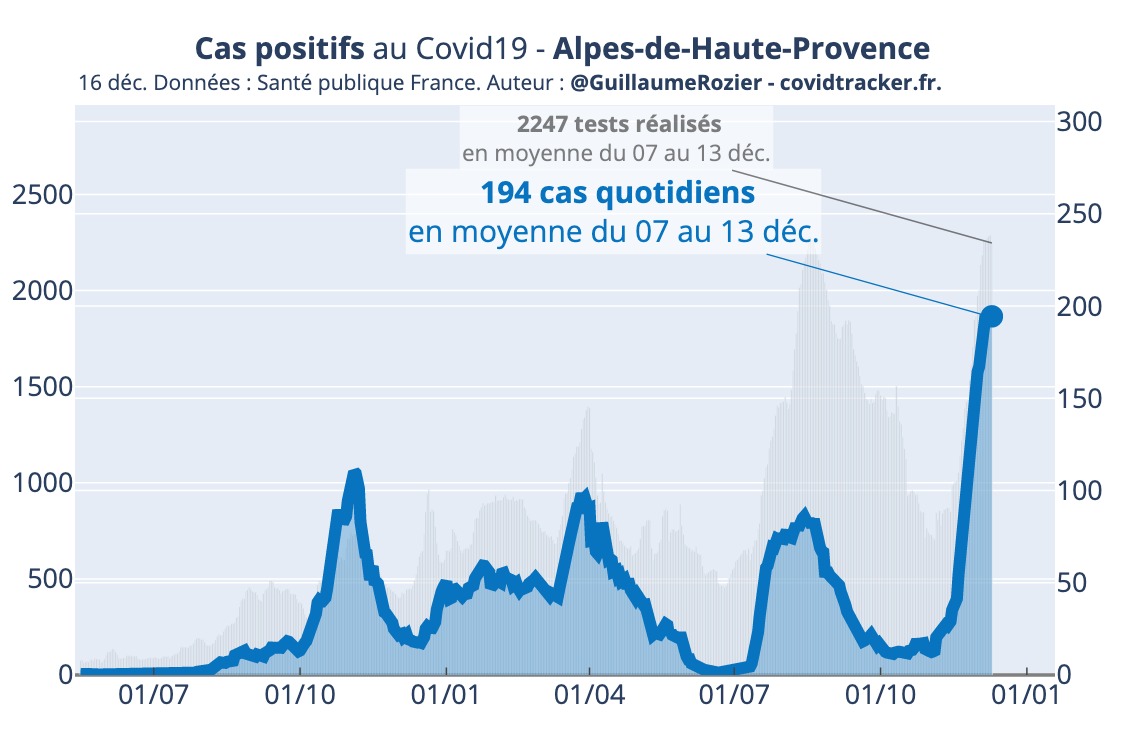 Cas positifs au Covid19 - Alpes-de-Haute-Provence
16 déc. Données : Santé publique France. Auteur : @GuillaumeRozier - covidtracker.fr.
2247 tests réalisés
en moyenne du 07 au 13 déc.
194 cas quotidiens
en moyenne du 07 au 13 déc.
2500
2000
1500
1000
500
0
300
250
200
150
100
50
0
01/07 01/10 01/01 01/04 01/07 01/10 01/01